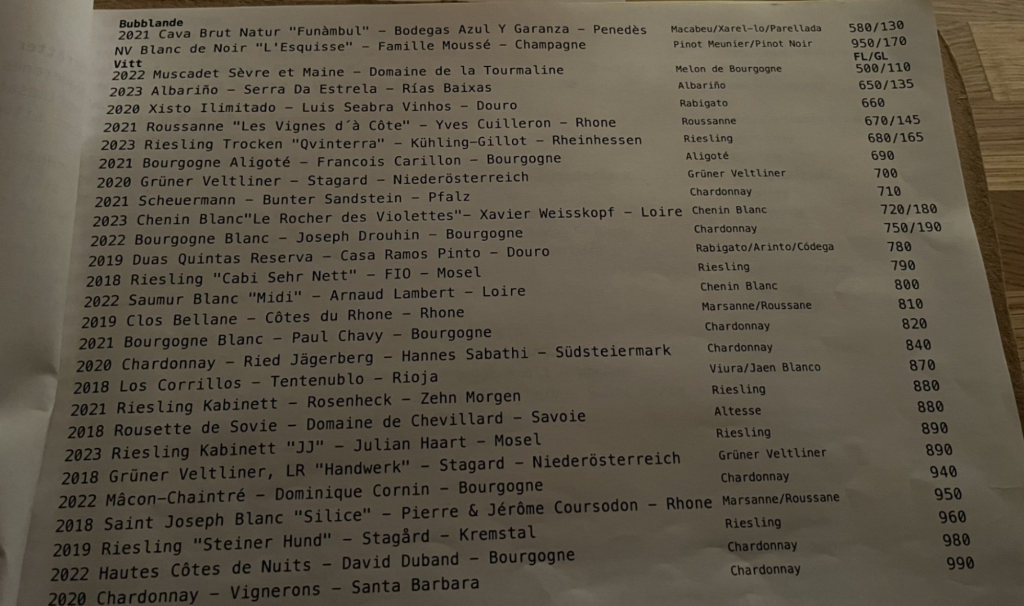 Bubblande
2021 Cava Brut Natur "Funàmbul" – Bodegas Azul Y Garanza – Penedès Macabeu/Xarel-lo/Parellada 580/130
NV Blanc de Noir "L'Esquisse" – Famille Moussé – Champagne Pinot Meunier/Pinot Noir 950/170
Vitt FL/GL
2022 Muscadet Sèvre et Maine – Domaine de la Tourmaline Melon de Bourgogne 500/110
2023 Albariño – Serra Da Estrela – Rías Baixas Albariño 650/135
2020 Xisto Ilimitado – Luis Seabra Vinhos – Douro Rabigato 660
2021 Roussanne "Les Vignes d´à Côte" – Yves Cuilleron – Rhone Roussanne 670/145
2023 Riesling Trocken "Qvinterra" – Kühling-Gillot – Rheinhessen Riesling 680/165
2021 Bourgogne Aligoté – Francois Carillon – Bourgogne Aligoté 690
2020 Grüner Veltliner – Stagard – Niederösterreich Grüner Veltliner 700
2021 Scheuermann – Bunter Sandstein – Pfalz Chardonnay 710
2023 Chenin Blanc"Le Rocher des Violettes"– Xavier Weisskopf – Loire Chenin Blanc 720/180
2022 Bourgogne Blanc – Joseph Drouhin – Bourgogne Chardonnay 750/190
2019 Duas Quintas Reserva – Casa Ramos Pinto – Douro Rabigato/Arinto/Códega 780
2018 Riesling "Cabi Sehr Nett" – FIO – Mosel Riesling 790
2022 Saumur Blanc "Midi" – Arnaud Lambert – Loire Chenin Blanc 800
2019 Clos Bellane – Côtes du Rhone – Rhone Marsanne/Roussane 810
2021 Bourgogne Blanc – Paul Chavy – Bourgogne Chardonnay 820
2020 Chardonnay – Ried Jägerberg – Hannes Sabathi – Südsteiermark Chardonnay 840
2018 Los Corrillos – Tentenublo – Rioja Viura/Jaen Blanco 870
2021 Riesling Kabinett – Rosenheck – Zehn Morgen Riesling 880
2018 Rousette de Sovie – Domaine de Chevillard – Savoie Altesse 880
2023 Riesling Kabinett "JJ" – Julian Haart – Mosel Riesling 890
2018 Grüner Veltliner, LR "Handwerk" – Stagard – Niederösterreich Grüner Veltliner 890
2022 Mâcon-Chaintré – Dominique Cornin – Bourgogne Chardonnay 940
2018 Saint Joseph Blanc "Silice" – Pierre & Jérôme Coursodon – Rhone Marsanne/Roussane 950
2019 Riesling "Steiner Hund" – Stagård – Kremstal Riesling 960
2022 Hautes Côtes de Nuits – David Duband – Bourgogne Chardonnay 980
2020 Chardonnay – Vignerons – Santa Barbara Chardonnay 990